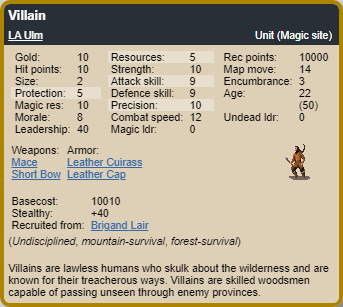 Villain
LA Ulm Unit (Magic site)
Gold: 10 Resources: 5 Rec points: 10000
Hit points: 10 Strength: 10 Map move: 14
Size: 2 Attack skill: 9 Encumbrance: 3
Protection: 5 Defence skill: 9 Age: 22
Magic res: 10 Precision: 10 (50)
Morale: 8 Combat speed: 12 Undead ldr: 0
Leadership: 40 Magic ldr: 0
Weapons: Armor:
Mace Leather Cuirass
Short Bow Leather Cap
Basecost: 10010
Stealthy: +40
Recruited from: Brigand Lair
(Undisciplined, mountain-survival, forest-survival)
Villains are lawless humans who skulk about the wilderness and are
known for their treacherous ways. Villains are skilled woodsmen
capable of passing unseen through enemy provinces.